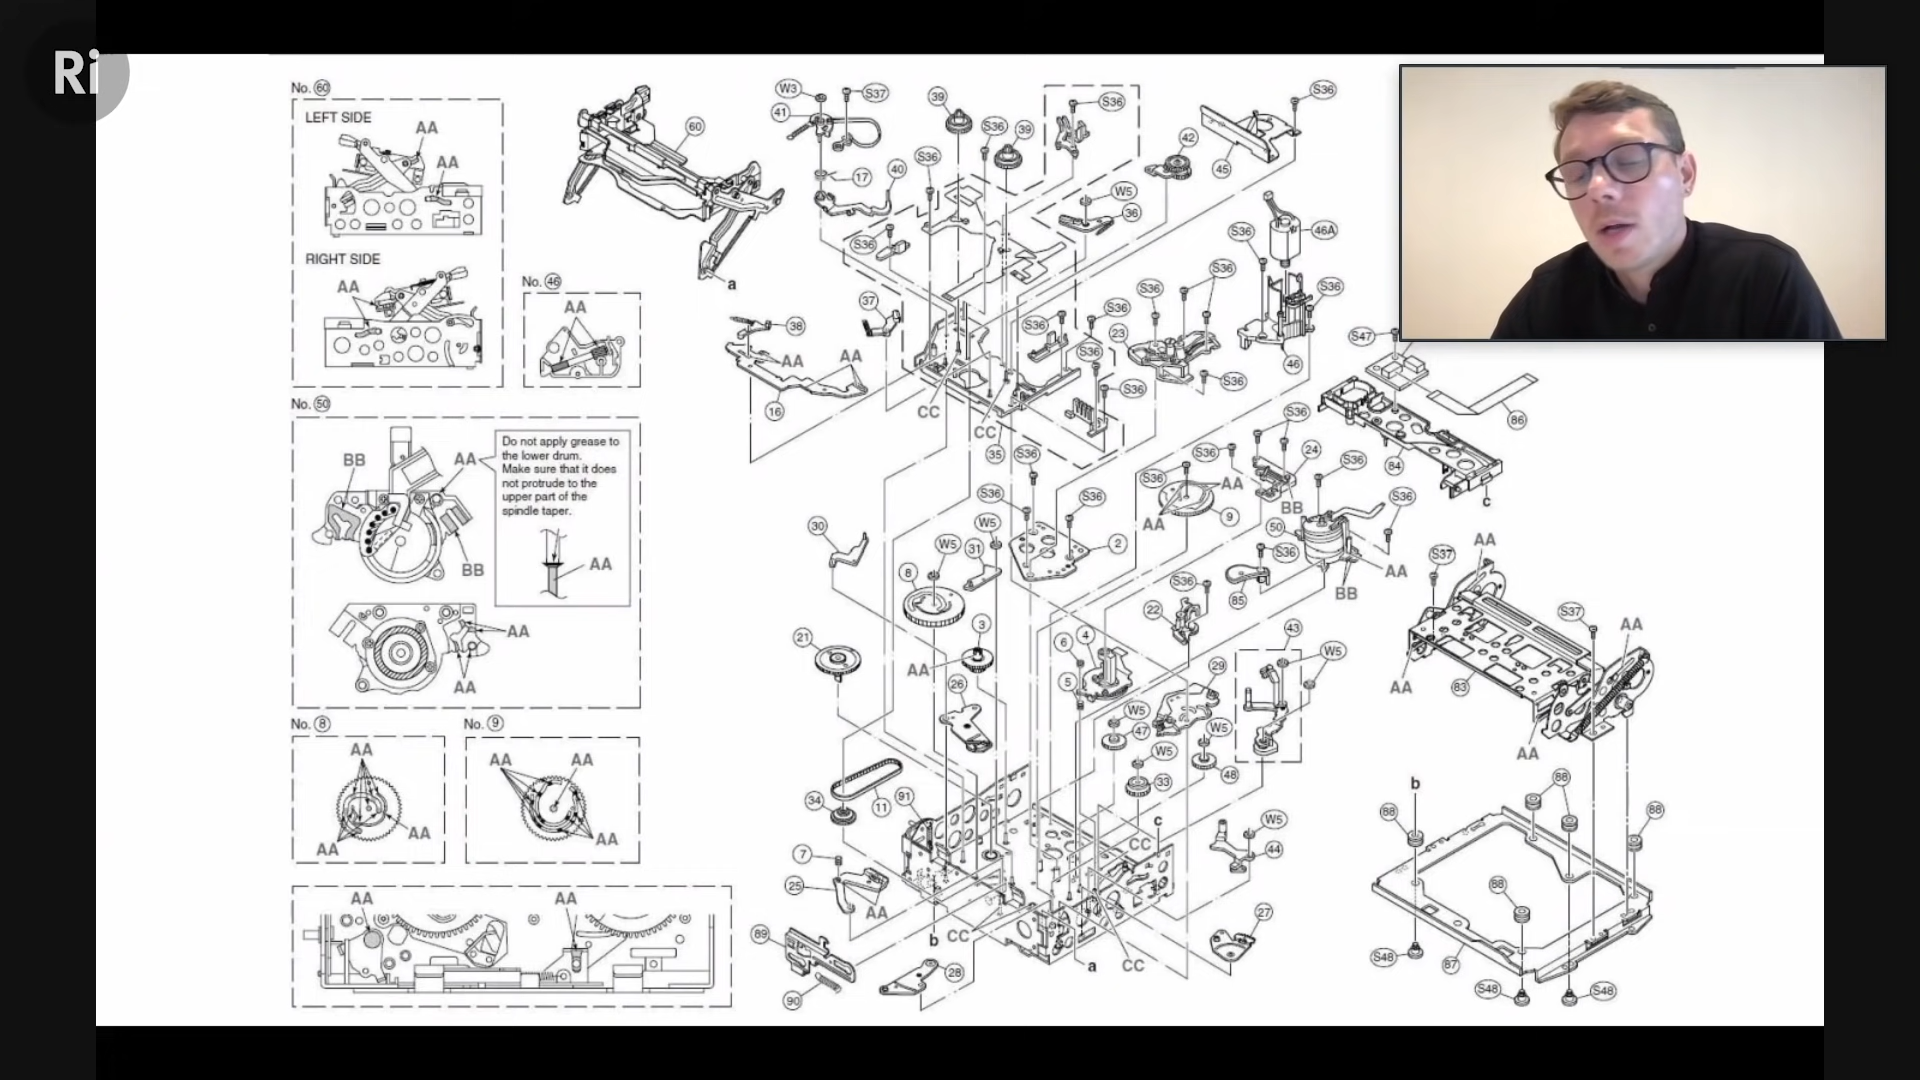 Ri
No. 60
LEFT SIDE
AA
AA
RIGHT SIDE
AA
No. 46
AA
60
a
W3
S37
41
17
40
39
S36
39
S36
S36
S36
42
45
S36
W5
36
S36
46A
S36
S36
46
37
38
AA
AA
16
S36
S36
S36
S36
CC
CC
35
23
S36
S36
S36
S47
86
84
c
No. 50
BB
AA
BB
Do not apply grease to
the lower drum.
Make sure that it does
not protrude to the
upper part of the
spindle taper.
AA
AA
AA
30
8
W5
31
W5
S36
S36
S36
2
S36
S36
AA
AA
9
S36
24
BB
S36
50
S36
AA
BB
S36
85
S36
22
21
3
AA
26
6
4
5
29
43
W5
W5
47
W5
33
W5
48
S37
AA
S37
AA
AA
83
AA
No. 8
AA
AA
AA
No. 9
AA
AA
AA
11
34
91
7
25
AA
c
CC
W5
44
b
CC
a
CC
27
28
89
90
AA
AA
b
88
88
88
88
S48
87
S48
S48